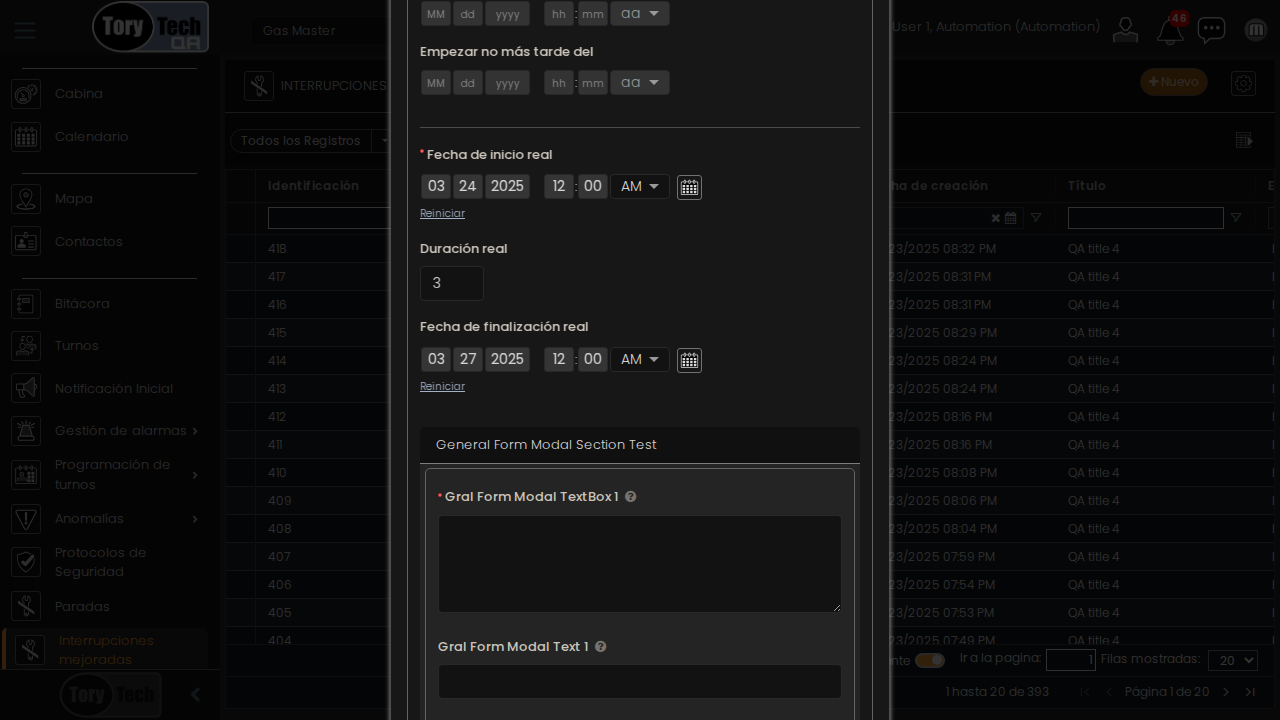 Tory Tech
QA
Gas Master
User 1, Automation (Automation)
46
m
Cabina
Calendario
Mapa
Contactos
Bitácora
Turnos
Notificación Inicial
Gestión de alarmas
Programación de
turnos
Anomalías
Protocolos de
Seguridad
Paradas
Interrupciones
mejoradas
Tory Tech
INTERRUPCIONES
Nuevo
Todos los Registros
Identificación
ha de creación
Título
418
23/2025 08:32 PM
QA title 4
417
23/2025 08:31 PM
QA title 4
416
23/2025 08:31 PM
QA title 4
415
23/2025 08:29 PM
QA title 4
414
23/2025 08:24 PM
QA title 4
413
23/2025 08:24 PM
QA title 4
412
23/2025 08:16 PM
QA title 4
411
23/2025 08:16 PM
QA title 4
410
23/2025 08:08 PM
QA title 4
409
23/2025 08:06 PM
QA title 4
408
23/2025 08:04 PM
QA title 4
407
23/2025 07:59 PM
QA title 4
406
23/2025 07:54 PM
QA title 4
405
23/2025 07:53 PM
QA title 4
404
23/2025 07:49 PM
QA title 4
nte
Ir a la pagina: 1
Filas mostradas: 20
1 hasta 20 de 393
Página 1 de 20
MM dd yyyy hh : mm aa
Empezar no más tarde del
MM dd yyyy hh : mm aa
* Fecha de inicio real
03 24 2025 12 : 00 AM
Reiniciar
Duración real
3
Fecha de finalización real
03 27 2025 12 : 00 AM
Reiniciar
General Form Modal Section Test
* Gral Form Modal TextBox 1 ?
Gral Form Modal Text 1 ?